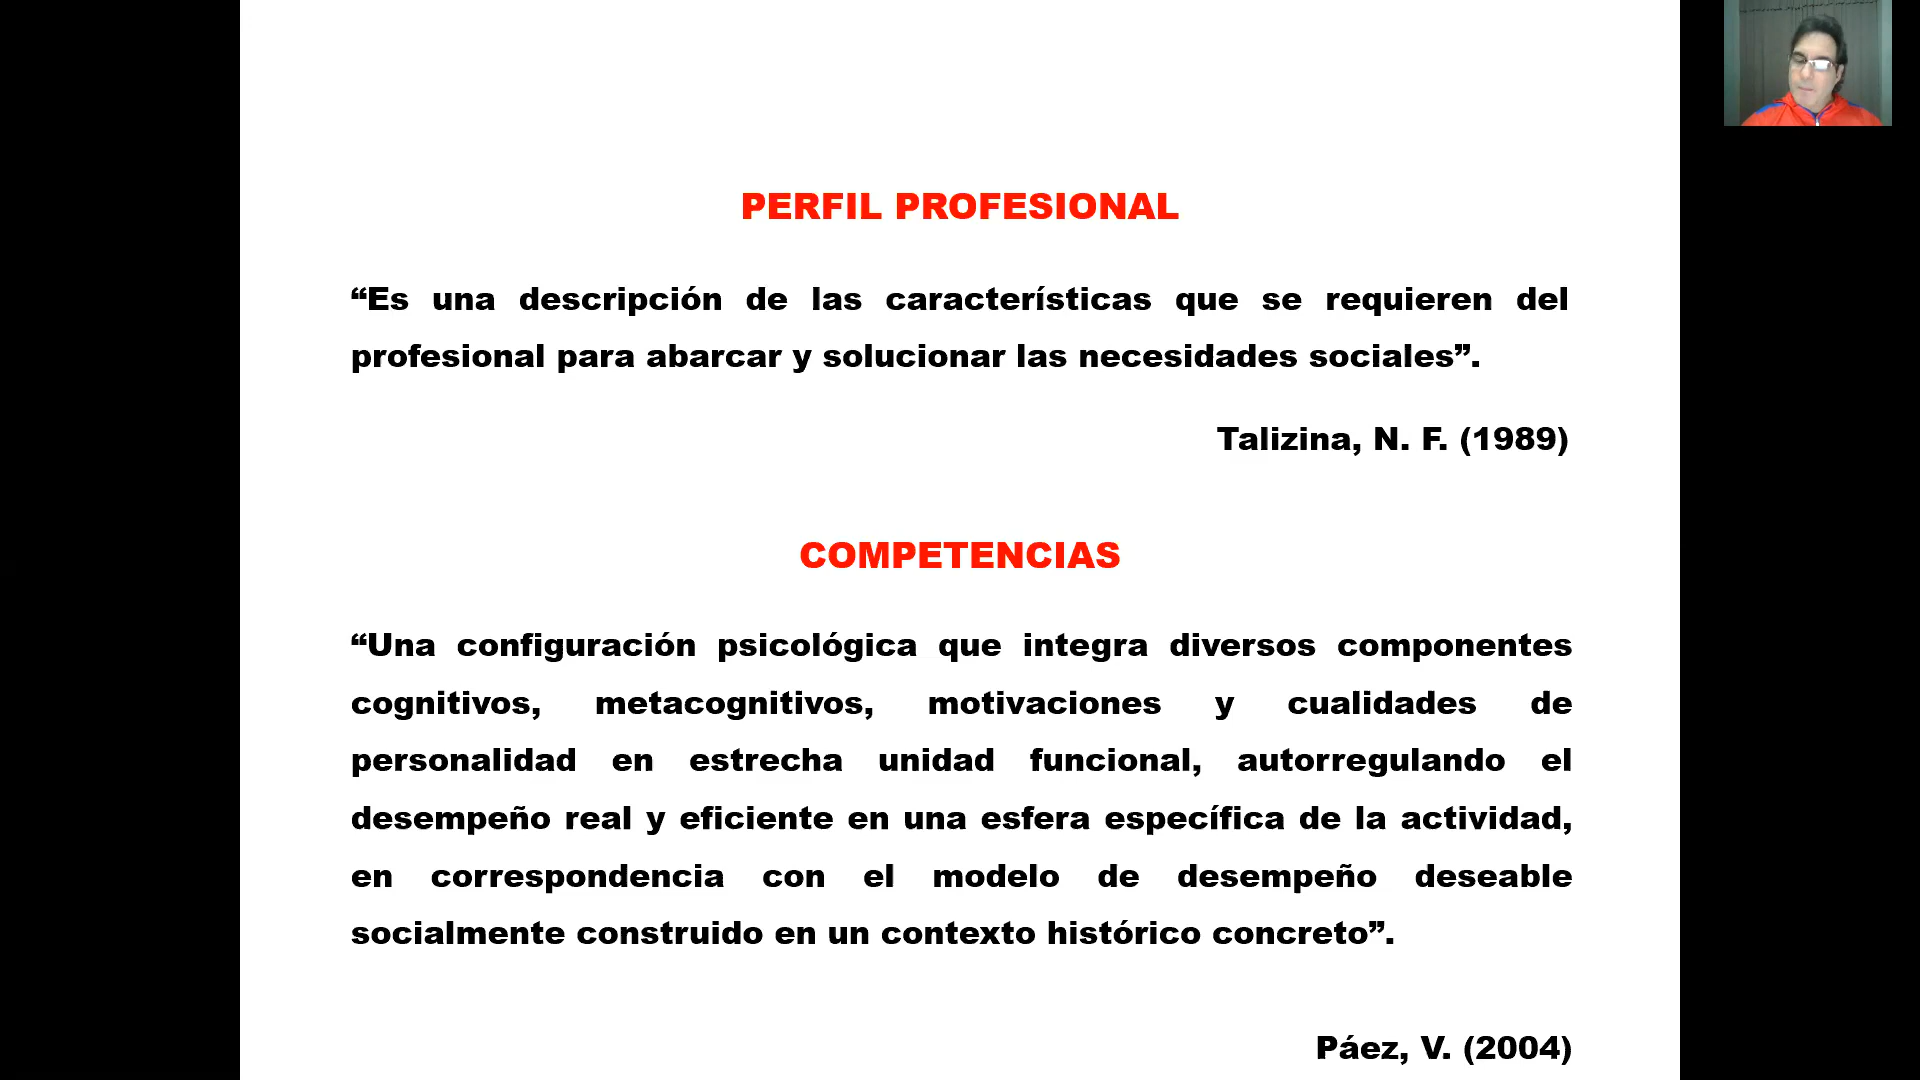 PERFIL PROFESIONAL
“Es una descripción de las características que se requieren del
profesional para abarcar y solucionar las necesidades sociales”.
Talizina, N. F. (1989)
COMPETENCIAS
“Una configuración psicológica que integra diversos componentes
cognitivos, metacognitivos, motivaciones y cualidades de
personalidad en estrecha unidad funcional, autorregulando el
desempeño real y eficiente en una esfera específica de la actividad,
en correspondencia con el modelo de desempeño deseable
socialmente construido en un contexto histórico concreto”.
Páez, V. (2004)